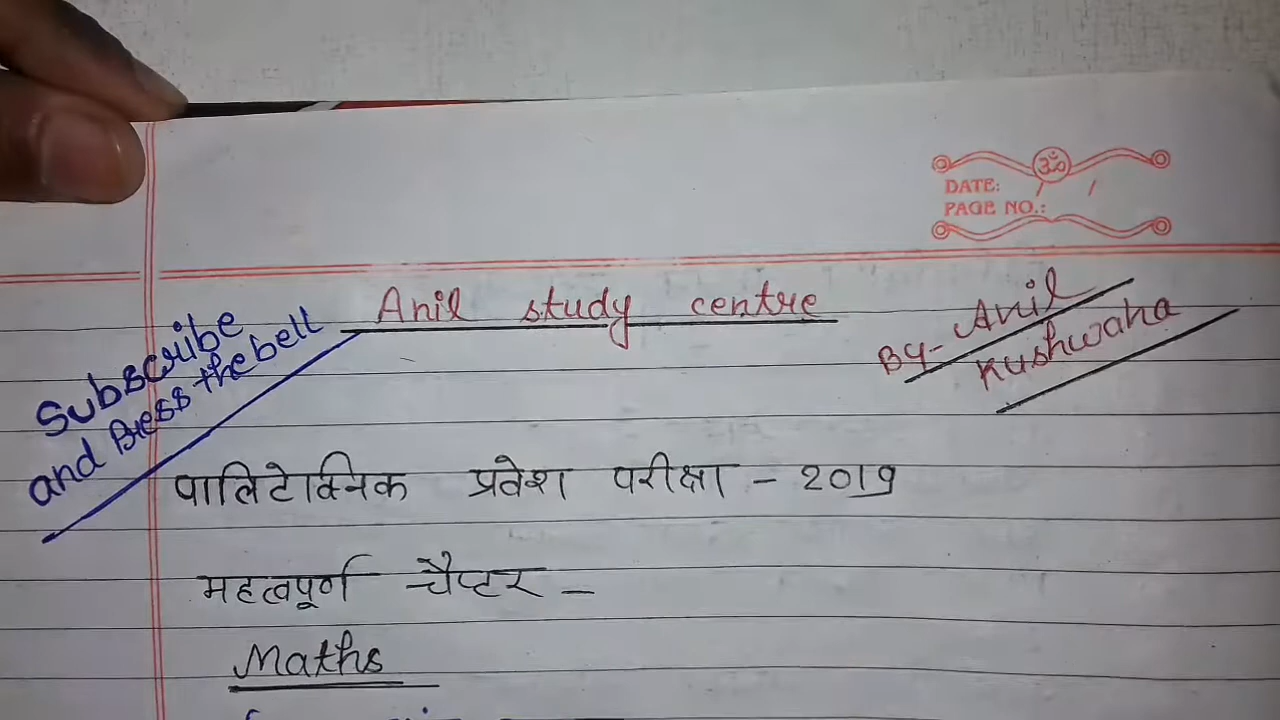 ॐ
DATE: / /
PAGE NO.:
Anil study centre
By- Anil
Kushwaha
Subscribe
and Press the bell
पालिटेक्निक प्रवेश परीक्षा - 2019
महत्वपूर्ण चैप्टर -
Maths